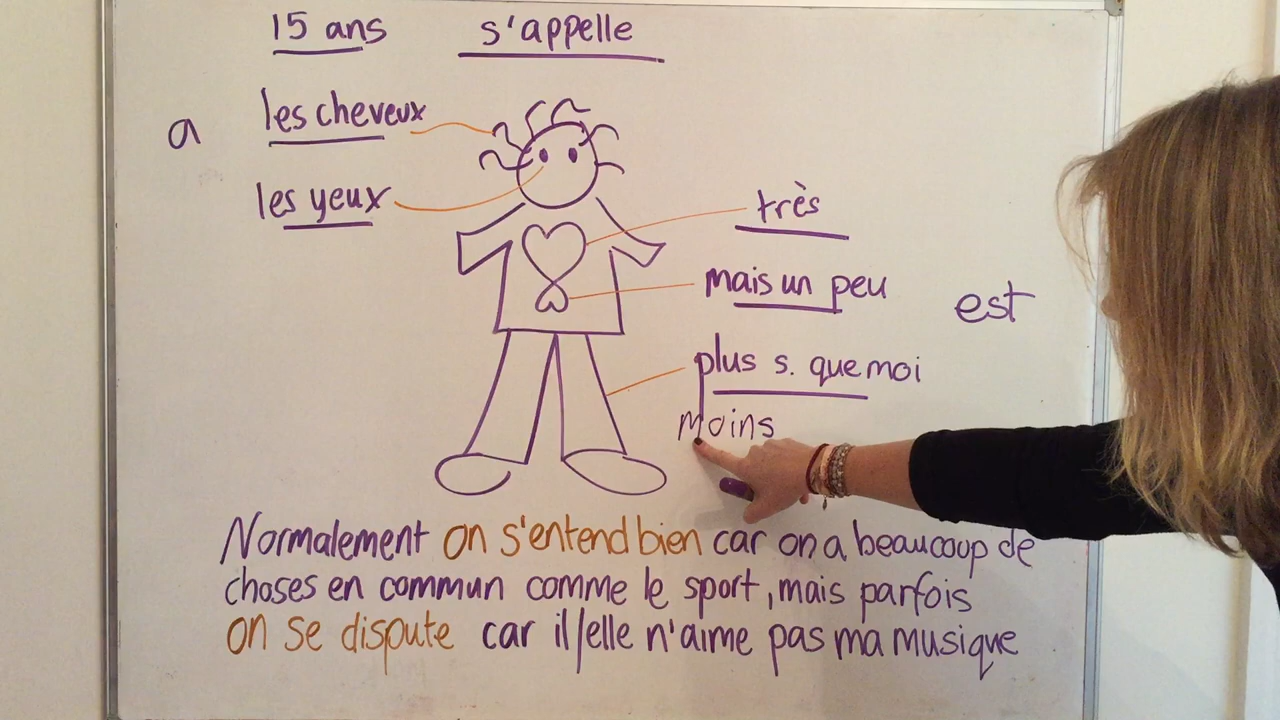 15 ans s'appelle
a les cheveux
les yeux
très
mais un peu
est
plus s. que moi
moins
Normalement on s'entend bien car on a beaucoup de
choses en commun comme le sport, mais parfois
on se dispute car il/elle n'aime pas ma musique